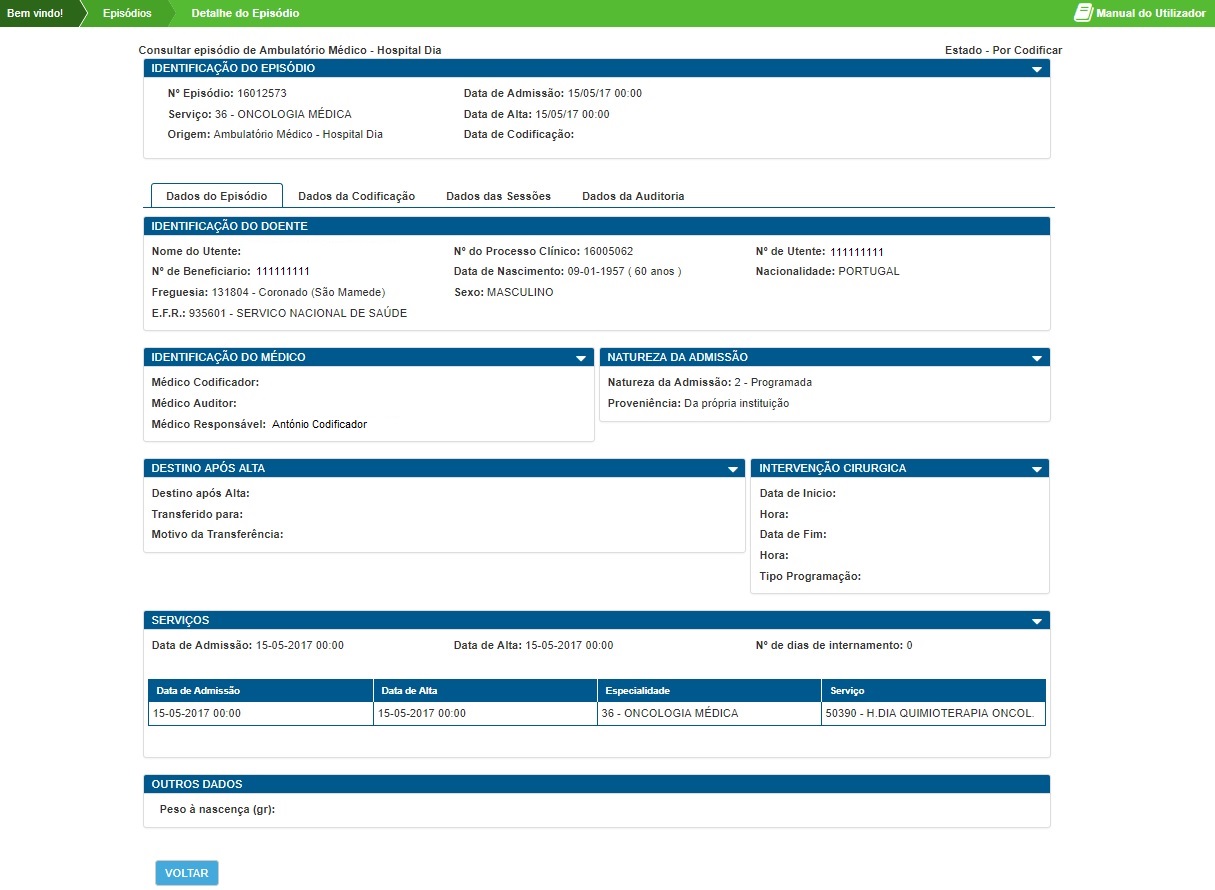 Bem vindo! Episódios Detalhe do Episódio Manual do Utilizador
Consultar episódio de Ambulatório Médico - Hospital Dia Estado - Por Codificar
IDENTIFICAÇÃO DO EPISÓDIO
Nº Episódio: 16012573 Data de Admissão: 15/05/17 00:00
Serviço: 36 - ONCOLOGIA MÉDICA Data de Alta: 15/05/17 00:00
Origem: Ambulatório Médico - Hospital Dia Data de Codificação:
Dados do Episódio Dados da Codificação Dados das Sessões Dados da Auditoria
IDENTIFICAÇÃO DO DOENTE
Nome do Utente: Nº do Processo Clínico: 16005062 Nº de Utente: 111111111
Nº de Beneficiario: 111111111 Data de Nascimento: 09-01-1957 ( 60 anos ) Nacionalidade: PORTUGAL
Freguesia: 131804 - Coronado (São Mamede) Sexo: MASCULINO
E.F.R.: 935601 - SERVICO NACIONAL DE SAÚDE
IDENTIFICAÇÃO DO MÉDICO NATUREZA DA ADMISSÃO
Médico Codificador: Natureza da Admissão: 2 - Programada
Médico Auditor: Proveniência: Da própria instituição
Médico Responsável: António Codificador
DESTINO APÓS ALTA INTERVENÇÃO CIRURGICA
Destino após Alta: Data de Inicio:
Transferido para: Hora:
Motivo da Transferência: Data de Fim:
Hora:
Tipo Programação:
SERVIÇOS
Data de Admissão: 15-05-2017 00:00 Data de Alta: 15-05-2017 00:00 Nº de dias de internamento: 0
Data de Admissão Data de Alta Especialidade Serviço
15-05-2017 00:00 15-05-2017 00:00 36 - ONCOLOGIA MÉDICA 50390 - H.DIA QUIMIOTERAPIA ONCOL.
OUTROS DADOS
Peso à nascença (gr):
VOLTAR